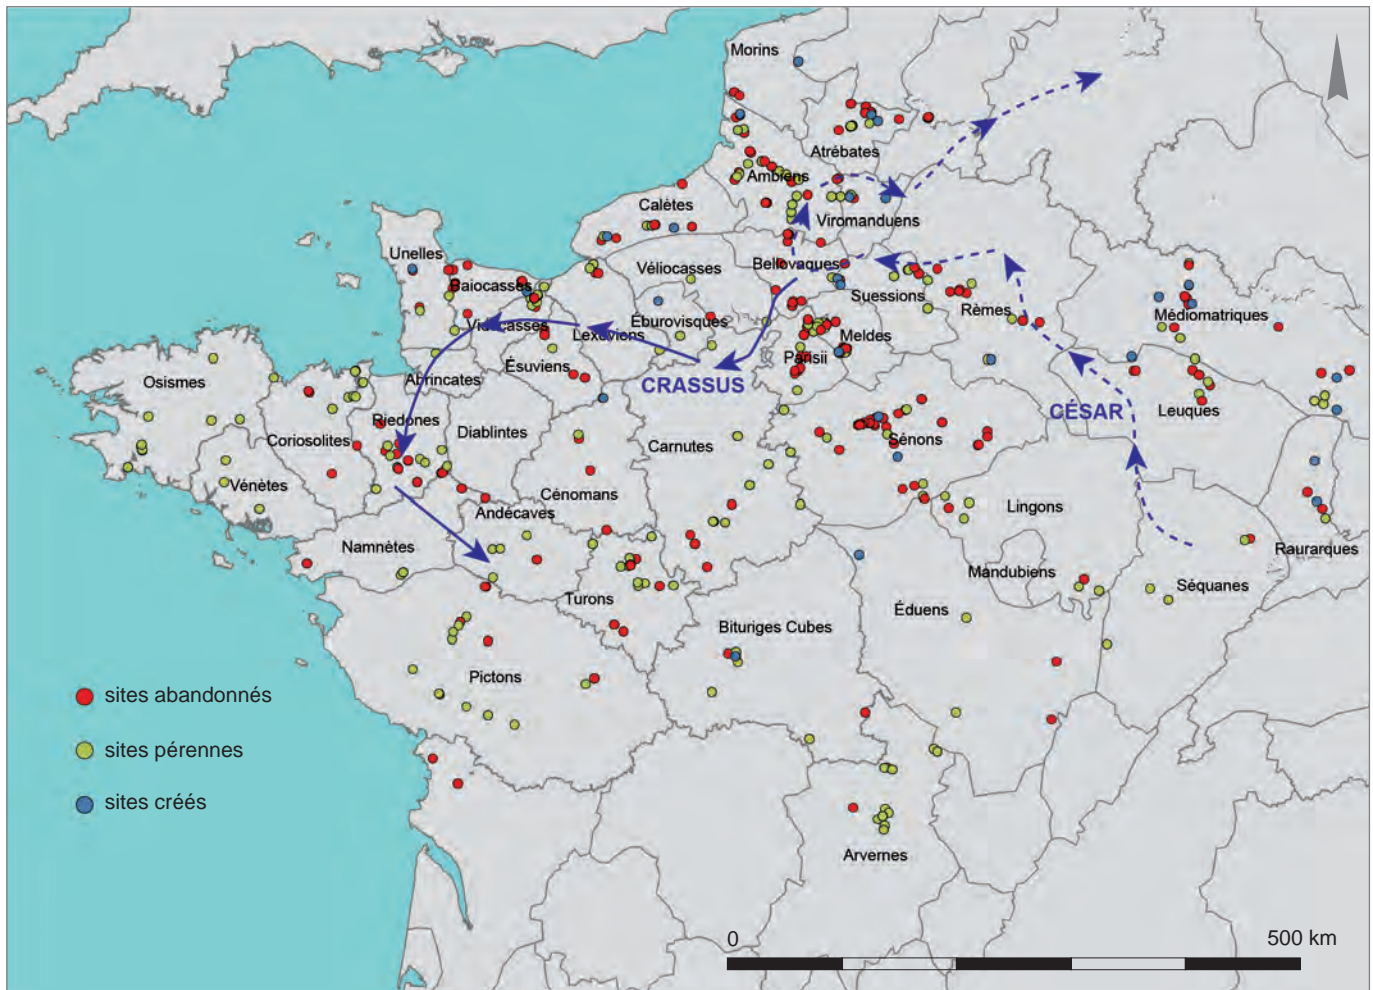 Morins
Atrébates
Ambiens
Calètes
Viromanduens
Unelles
Bellovaques
Véliocasses
Baiocasses
Suessions
Rèmes
Médiomatriques
Viducasses
Lexoviens
Éburovisques
Meldes
Parisii
Ésuviens
Osismes
Abrincates
CRASSUS
CÉSAR
Leuques
Riedones
Diablintes
Coriosolites
Carnutes
Sénons
Vénètes
Cénomans
Lingons
Andécaves
Namnètes
Raurarques
Mandubiens
Séquanes
Turons
Éduens
Bituriges Cubes
Pictons
sites abandonnés
sites pérennes
sites créés
Arvernes
0
500 km